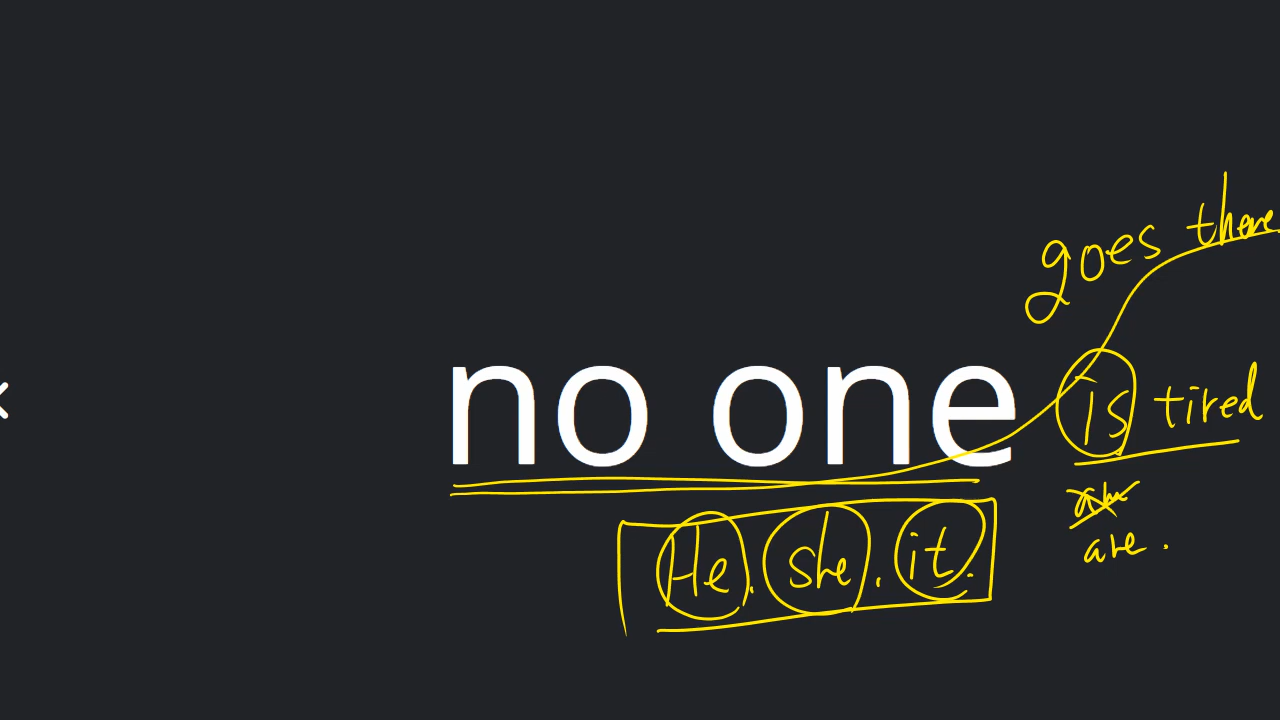 goes there
no one is tired
are.
He. she. it.